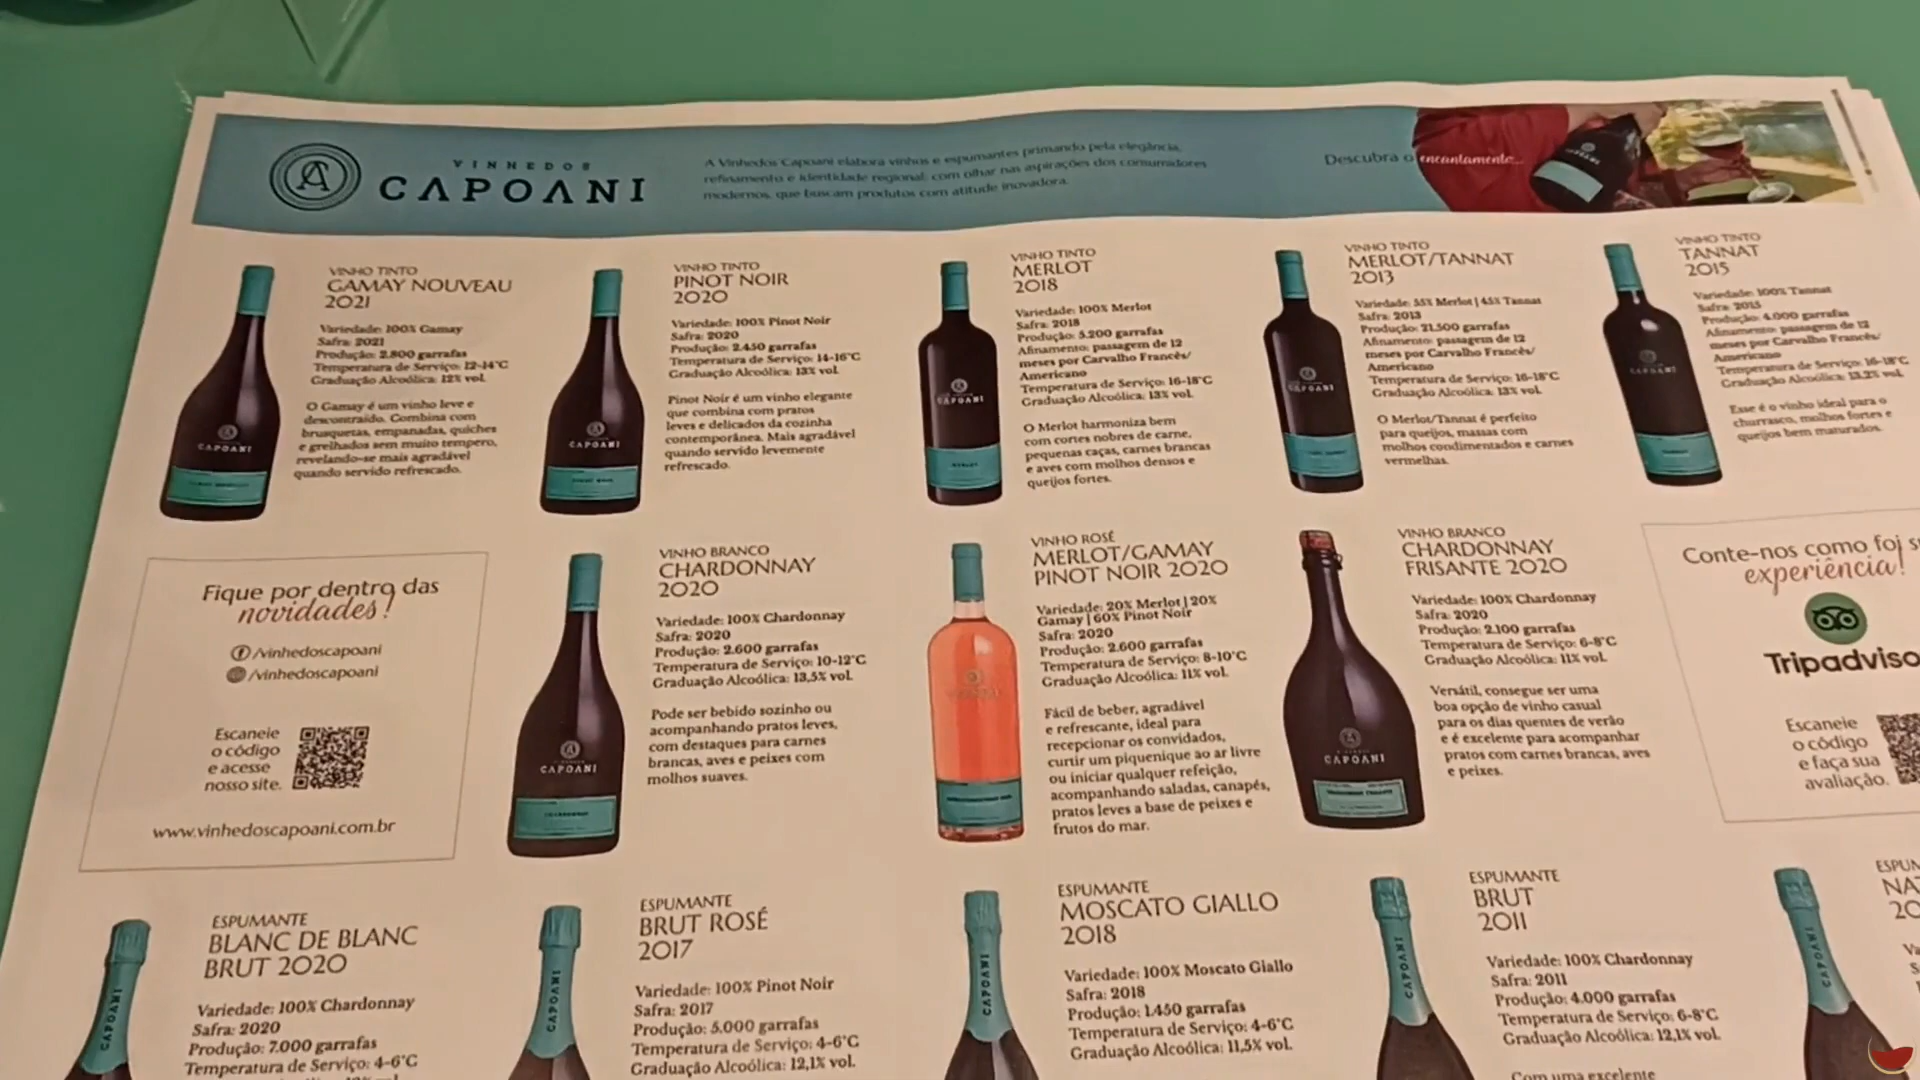 VINHEDOS
CAPOANI
A Vinhedos Capoani elabora vinhos e espumantes primando pela elegância,
refinamento e identidade regional; com olhar nas aspirações dos consumidores
modernos, que buscam produtos com atitude inovadora.
Descubra o encantamento...
VINHO TINTO
GAMAY NOUVEAU
2021
Variedade: 100% Gamay
Safra: 2021
Produção: 2.800 garrafas
Temperatura de Serviço: 12-14°C
Graduação Alcoólica: 12% vol.
O Gamay é um vinho leve e
descontraído. Combina com
brusquetas, empanadas, quiches
e grelhados sem muito tempero,
revelando-se mais agradável
quando servido refrescado.
VINHO TINTO
PINOT NOIR
2020
Variedade: 100% Pinot Noir
Safra: 2020
Produção: 2.450 garrafas
Temperatura de Serviço: 14-16°C
Graduação Alcoólica: 13% vol.
Pinot Noir é um vinho elegante
que combina com pratos
leves e delicados da cozinha
contemporânea. Mais agradável
quando servido levemente
refrescado.
VINHO TINTO
MERLOT
2018
Variedade: 100% Merlot
Safra: 2018
Produção: 5.200 garrafas
Afinamento: passagem de 12
meses por Carvalho Francês/
Americano
Temperatura de Serviço: 16-18°C
Graduação Alcoólica: 13% vol.
O Merlot harmoniza bem
com cortes nobres de carne,
pequenas caças, carnes brancas
e aves com molhos densos e
queijos fortes.
VINHO TINTO
MERLOT/TANNAT
2013
Variedade: 55% Merlot | 45% Tannat
Safra: 2013
Produção: 21.500 garrafas
Afinamento: passagem de 12
meses por Carvalho Francês/
Americano
Temperatura de Serviço: 16-18°C
Graduação Alcoólica: 13% vol.
O Merlot/Tannat é perfeito
para queijos, massas com
molhos condimentados e carnes
vermelhas.
VINHO TINTO
TANNAT
2015
Variedade: 100% Tannat
Safra: 2015
Produção: 4.000 garrafas
Afinamento: passagem de 12
meses por Carvalho Francês/
Americano
Temperatura de Serviço: 16-18°C
Graduação Alcoólica: 13,2% vol.
Esse é o vinho ideal para o
churrasco, molhos fortes e
queijos bem maturados.
CAPOANI
CAPOANI
CAPOANI
CAPOANI
CAPOANI
Fique por dentro das
novidades!
/vinhedoscapoani
/vinhedoscapoani
Escaneie
o código
e acesse
nosso site.
www.vinhedoscapoani.com.br
VINHO BRANCO
CHARDONNAY
2020
Variedade: 100% Chardonnay
Safra: 2020
Produção: 2.600 garrafas
Temperatura de Serviço: 10-12°C
Graduação Alcoólica: 13,5% vol.
Pode ser bebido sozinho ou
acompanhando pratos leves,
com destaques para carnes
brancas, aves e peixes com
molhos suaves.
CAPOANI
VINHO ROSÉ
MERLOT/GAMAY
PINOT NOIR 2020
Variedade: 20% Merlot | 20%
Gamay | 60% Pinot Noir
Safra: 2020
Produção: 2.600 garrafas
Temperatura de Serviço: 8-10°C
Graduação Alcoólica: 11% vol.
Fácil de beber, agradável
e refrescante, ideal para
recepcionar os convidados,
curtir um piquenique ao ar livre
ou iniciar qualquer refeição,
acompanhando saladas, canapés,
pratos leves a base de peixes e
frutos do mar.
VINHO BRANCO
CHARDONNAY
FRISANTE 2020
Variedade: 100% Chardonnay
Safra: 2020
Produção: 2.100 garrafas
Temperatura de Serviço: 6-8°C
Graduação Alcoólica: 11% vol.
Versátil, consegue ser uma
boa opção de vinho casual
para os dias quentes de verão
e é excelente para acompanhar
pratos com carnes brancas, aves
e peixes.
CAPOANI
Conte-nos como foi s
experiência!
Tripadviso
Escaneie
o código
e faça sua
avaliação.
ESPUMANTE
BLANC DE BLANC
BRUT 2020
Variedade: 100% Chardonnay
Safra: 2020
Produção: 7.000 garrafas
Temperatura de Serviço: 4-6°C
CAPOANI
ESPUMANTE
BRUT ROSÉ
2017
Variedade: 100% Pinot Noir
Safra: 2017
Produção: 5.000 garrafas
Temperatura de Serviço: 4-6°C
Graduação Alcoólica: 12,1% vol.
CAPOANI
ESPUMANTE
MOSCATO GIALLO
2018
Variedade: 100% Moscato Giallo
Safra: 2018
Produção: 1.450 garrafas
Temperatura de Serviço: 4-6°C
Graduação Alcoólica: 11,5% vol.
CAPOANI
ESPUMANTE
BRUT
2011
Variedade: 100% Chardonnay
Safra: 2011
Produção: 4.000 garrafas
Temperatura de Serviço: 6-8°C
Graduação Alcoólica: 12,1% vol.
Com uma excelente
CAPOANI
ESPUM
NAT
20
CAPOANI